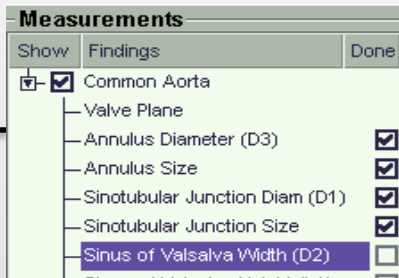 Measurements
Show Findings Done
Common Aorta
Valve Plane
Annulus Diameter (D3)
Annulus Size
Sinotubular Junction Diam (D1)
Sinotubular Junction Size
Sinus of Valsalva Width (D2)